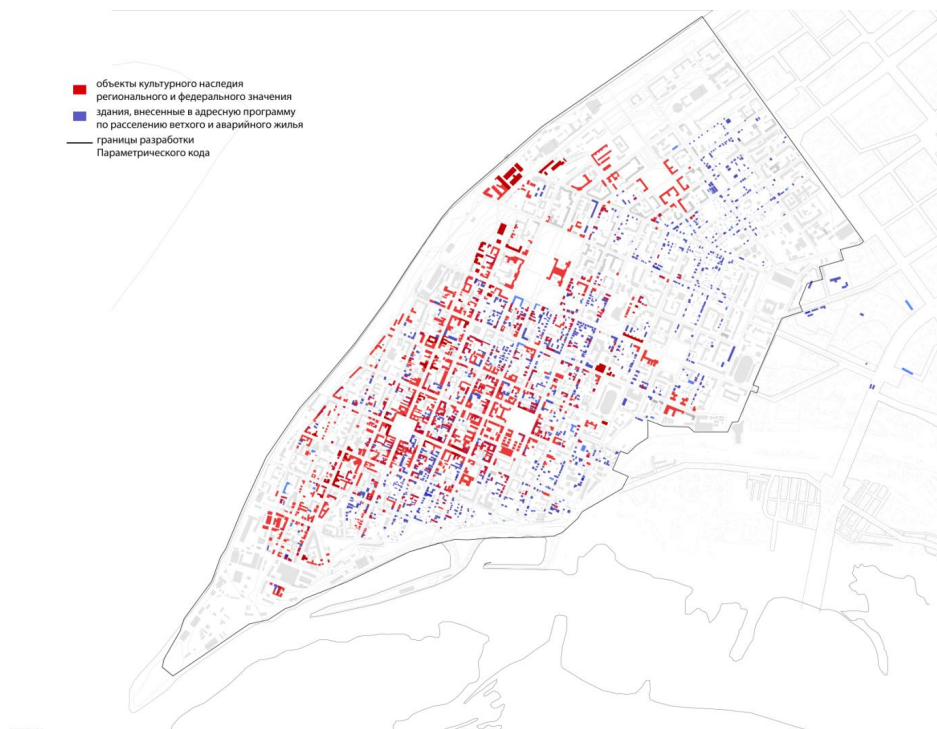 объекты культурного наследия
регионального и федерального значения
здания, внесенные в адресную программу
по расселению ветхого и аварийного жилья
границы разработки
Параметрического кода